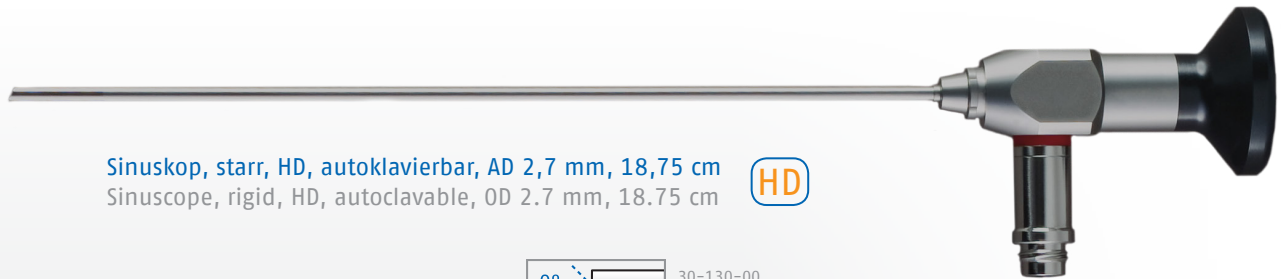 Sinuskop, starr, HD, autoklavierbar, AD 2,7 mm, 18,75 cm
Sinuscope, rigid, HD, autoclavable, OD 2.7 mm, 18.75 cm
HD
0°
30-130-00